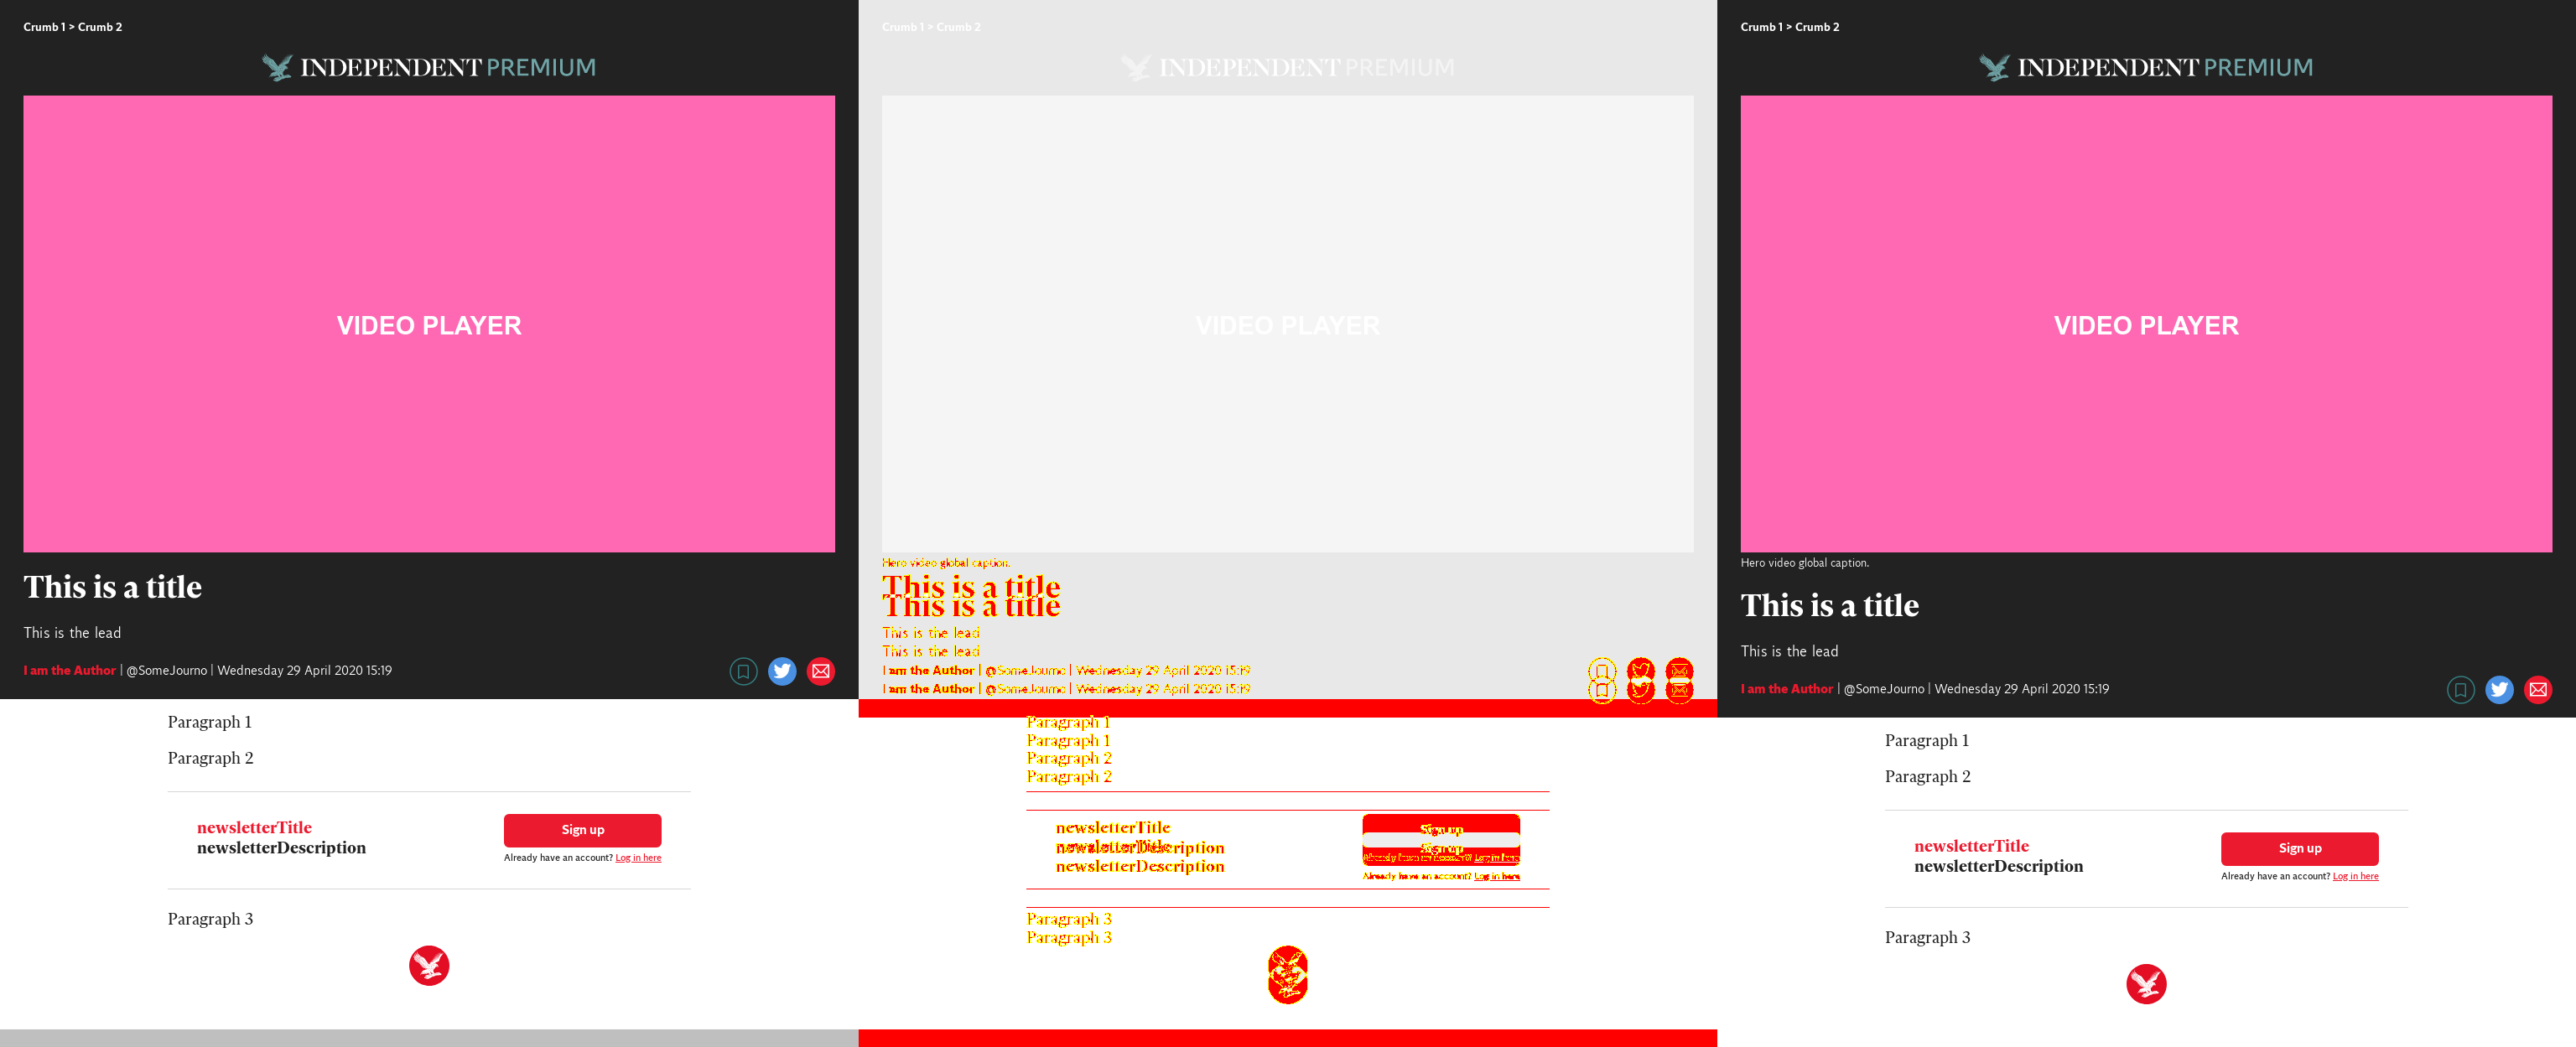 Crumb 1 > Crumb 2
INDEPENDENT PREMIUM
VIDEO PLAYER
This is a title
This is the lead
I am the Author | @SomeJourno | Wednesday 29 April 2020 15:19
Paragraph 1
Paragraph 2
newsletterTitle
newsletterDescription
Sign up
Already have an account? Log in here
Paragraph 3
Crumb 1 > Crumb 2
INDEPENDENT PREMIUM
VIDEO PLAYER
Hero video global caption.
This is a title
This is a title
This is the lead
This is the lead
I am the Author | @SomeJourno | Wednesday 29 April 2020 15:19
I am the Author | @SomeJourno | Wednesday 29 April 2020 15:19
Paragraph 1
Paragraph 1
Paragraph 2
Paragraph 2
newsletterTitle
newsletterTitle
newsletterDescription
newsletterDescription
Sign up
Sign up
Already have an account? Log in here
Already have an account? Log in here
Paragraph 3
Paragraph 3
Crumb 1 > Crumb 2
INDEPENDENT PREMIUM
VIDEO PLAYER
Hero video global caption.
This is a title
This is the lead
I am the Author | @SomeJourno | Wednesday 29 April 2020 15:19
Paragraph 1
Paragraph 2
newsletterTitle
newsletterDescription
Sign up
Already have an account? Log in here
Paragraph 3